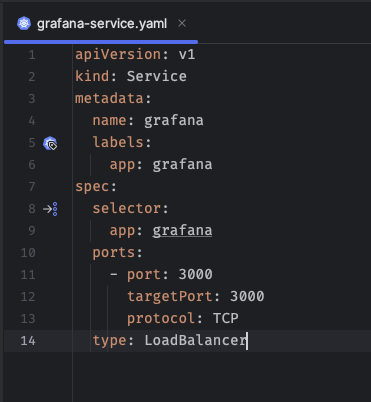 grafana-service.yaml ×
1 apiVersion: v1
2 kind: Service
3 metadata:
4   name: grafana
5   labels:
6     app: grafana
7 spec:
8   selector:
9     app: grafana
10   ports:
11     - port: 3000
12       targetPort: 3000
13       protocol: TCP
14   type: LoadBalancer